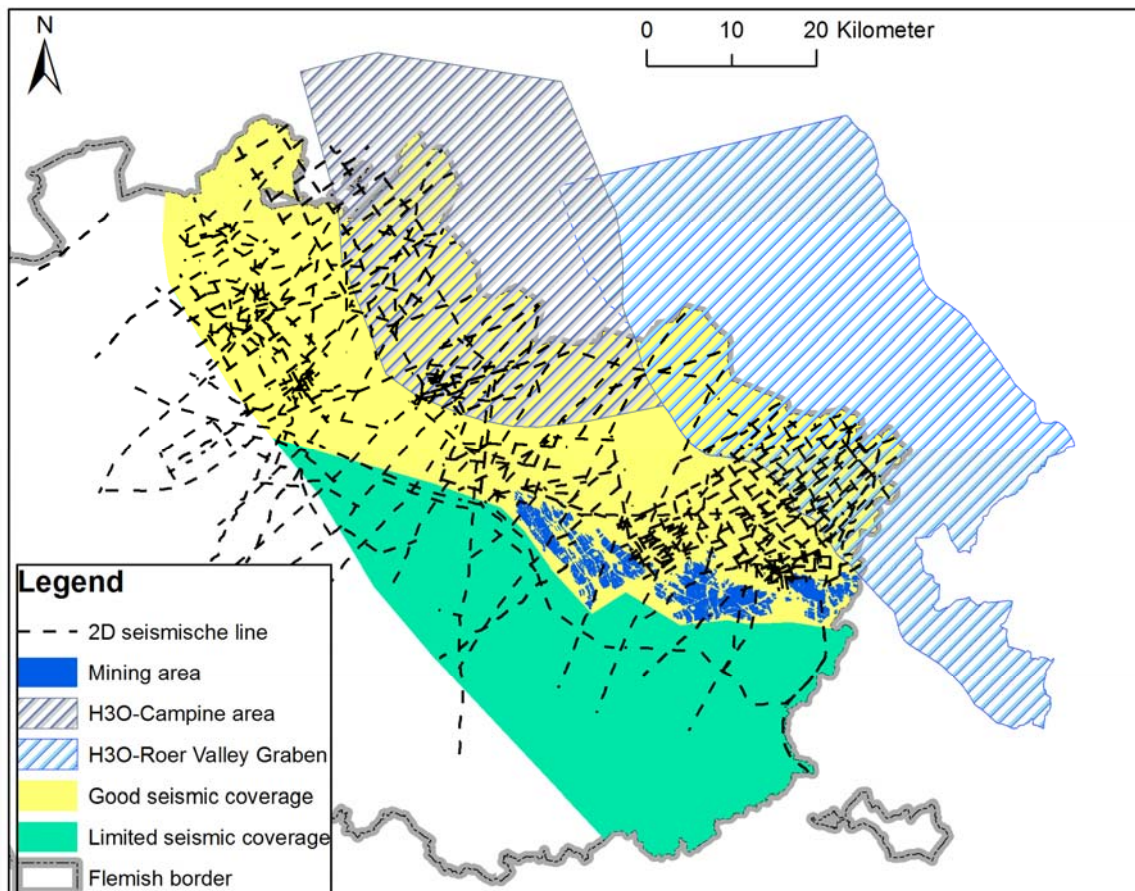 N
0 10 20 Kilometer
Legend
2D seismische line
Mining area
H3O-Campine area
H3O-Roer Valley Graben
Good seismic coverage
Limited seismic coverage
Flemish border